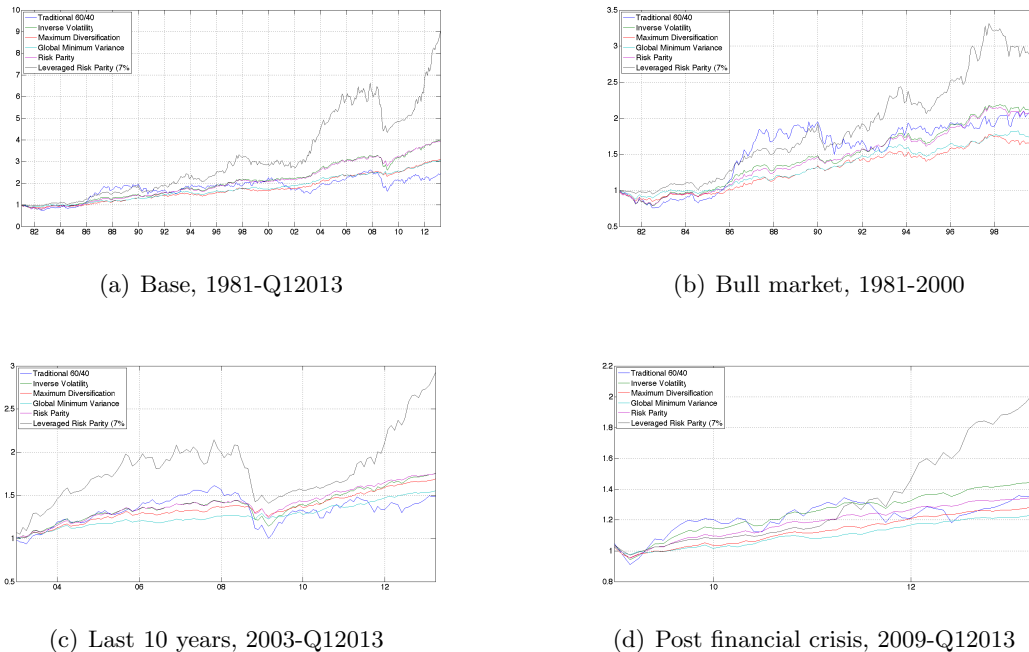 10
9
8
7
6
5
4
3
2
1
0
82 84 86 88 90 92 94 96 98 00 02 04 06 08 10 12
Traditional 60/40
Inverse Volatility
Maximum Diversification
Global Minimum Variance
Risk Parity
Leveraged Risk Parity (7%
(a) Base, 1981-Q12013
3.5
3
2.5
2
1.5
1
0.5
82 84 86 88 90 92 94 96 98
Traditional 60/40
Inverse Volatility
Maximum Diversification
Global Minimum Variance
Risk Parity
Leveraged Risk Parity (7%
(b) Bull market, 1981-2000
3
2.5
2
1.5
1
0.5
04 06 08 10 12
Traditional 60/40
Inverse Volatility
Maximum Diversification
Global Minimum Variance
Risk Parity
Leveraged Risk Parity (7%
(c) Last 10 years, 2003-Q12013
2.2
2
1.8
1.6
1.4
1.2
1
0.8
10 12
Traditional 60/40
Inverse Volatility
Maximum Diversification
Global Minimum Variance
Risk Parity
Leveraged Risk Parity (7%
(d) Post financial crisis, 2009-Q12013